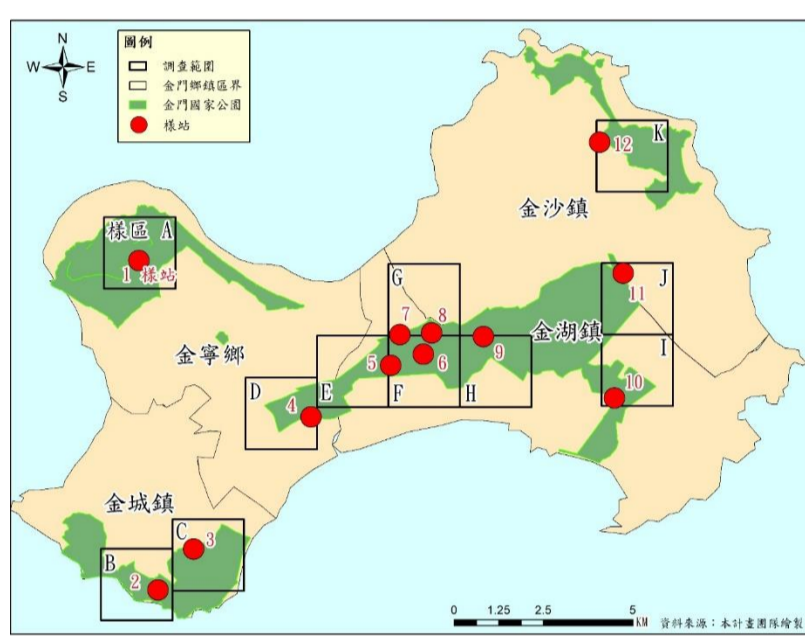 N
W E
S
圖例
調查範圍
金門鄉鎮區界
金門國家公園
樣站
K
12
金沙鎮
樣區 A
1 樣站
G
J
11
7 8
金湖鎮
9
金寧鄉
5 6
I
D E F H
10
4
金城鎮
C
3
B
2
0 1.25 2.5 5
KM
資料來源：本計畫團隊繪製